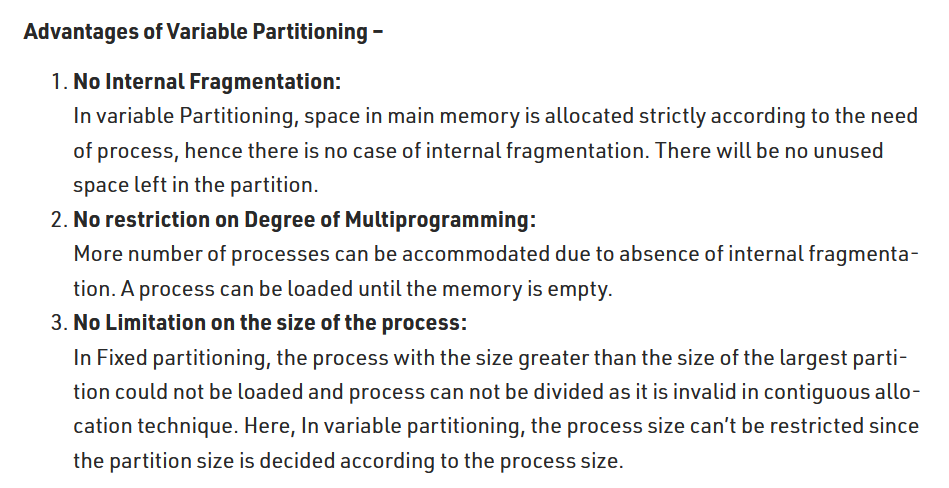 Advantages of Variable Partitioning –
1. No Internal Fragmentation:
In variable Partitioning, space in main memory is allocated strictly according to the need
of process, hence there is no case of internal fragmentation. There will be no unused
space left in the partition.
2. No restriction on Degree of Multiprogramming:
More number of processes can be accommodated due to absence of internal fragmenta-
tion. A process can be loaded until the memory is empty.
3. No Limitation on the size of the process:
In Fixed partitioning, the process with the size greater than the size of the largest parti-
tion could not be loaded and process can not be divided as it is invalid in contiguous allo-
cation technique. Here, In variable partitioning, the process size can’t be restricted since
the partition size is decided according to the process size.